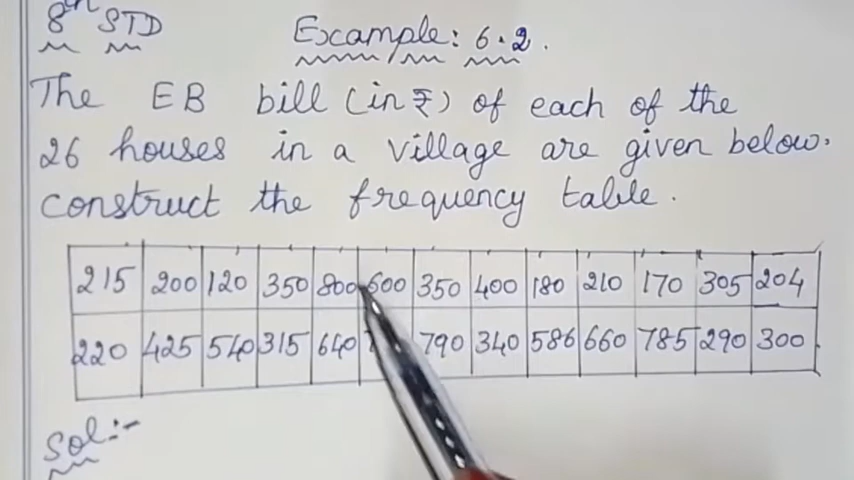 8th STD
Example: 6.2.
The EB bill (in ₹) of each of the
26 houses in a village are given below.
construct the frequency table.
215 200 120 350 800 600 350 400 180 210 170 305 204
220 425 540 315 640 790 340 586 660 785 290 300
Sol:-